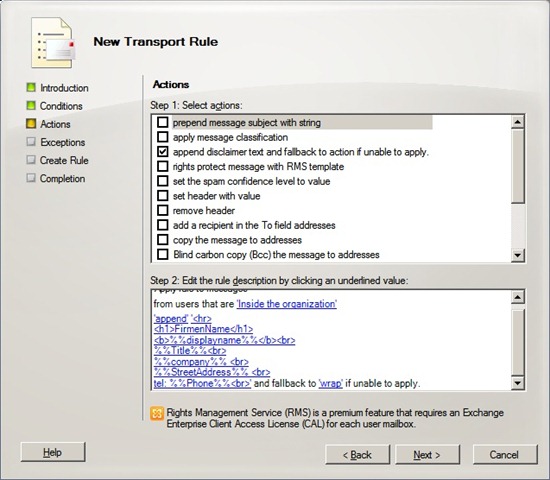 New Transport Rule
Introduction
Conditions
Actions
Exceptions
Create Rule
Completion
Actions
Step 1: Select actions:
prepend message subject with string
apply message classification
append disclaimer text and fallback to action if unable to apply.
rights protect message with RMS template
set the spam confidence level to value
set header with value
remove header
add a recipient in the To field addresses
copy the message to addresses
Blind carbon copy (Bcc) the message to addresses
Step 2: Edit the rule description by clicking an underlined value:
Apply rule to messages
from users that are 'Inside the organization'
'append' '<hr>
<h1>FirmenName</h1>
<b>%%displayname%%</b><br>
%%Title%%<br>
%%company%% <br>
%%StreetAddress%% <br>
tel: %%Phone%%<br>' and fallback to 'wrap' if unable to apply.
Rights Management Service (RMS) is a premium feature that requires an Exchange
Enterprise Client Access License (CAL) for each user mailbox.
Help
< Back
Next >
Cancel